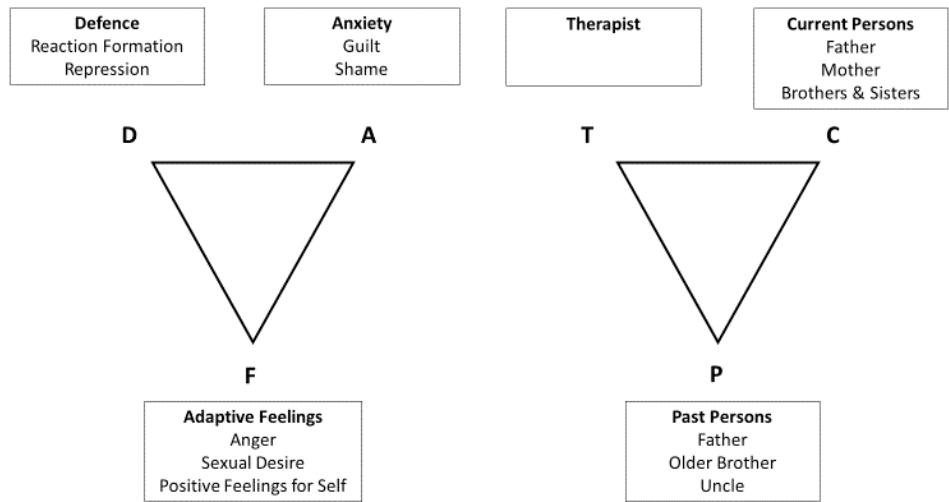 Defence
Reaction Formation
Repression
Anxiety
Guilt
Shame
Therapist
Current Persons
Father
Mother
Brothers & Sisters
D
A
T
C
F
P
Adaptive Feelings
Anger
Sexual Desire
Positive Feelings for Self
Past Persons
Father
Older Brother
Uncle